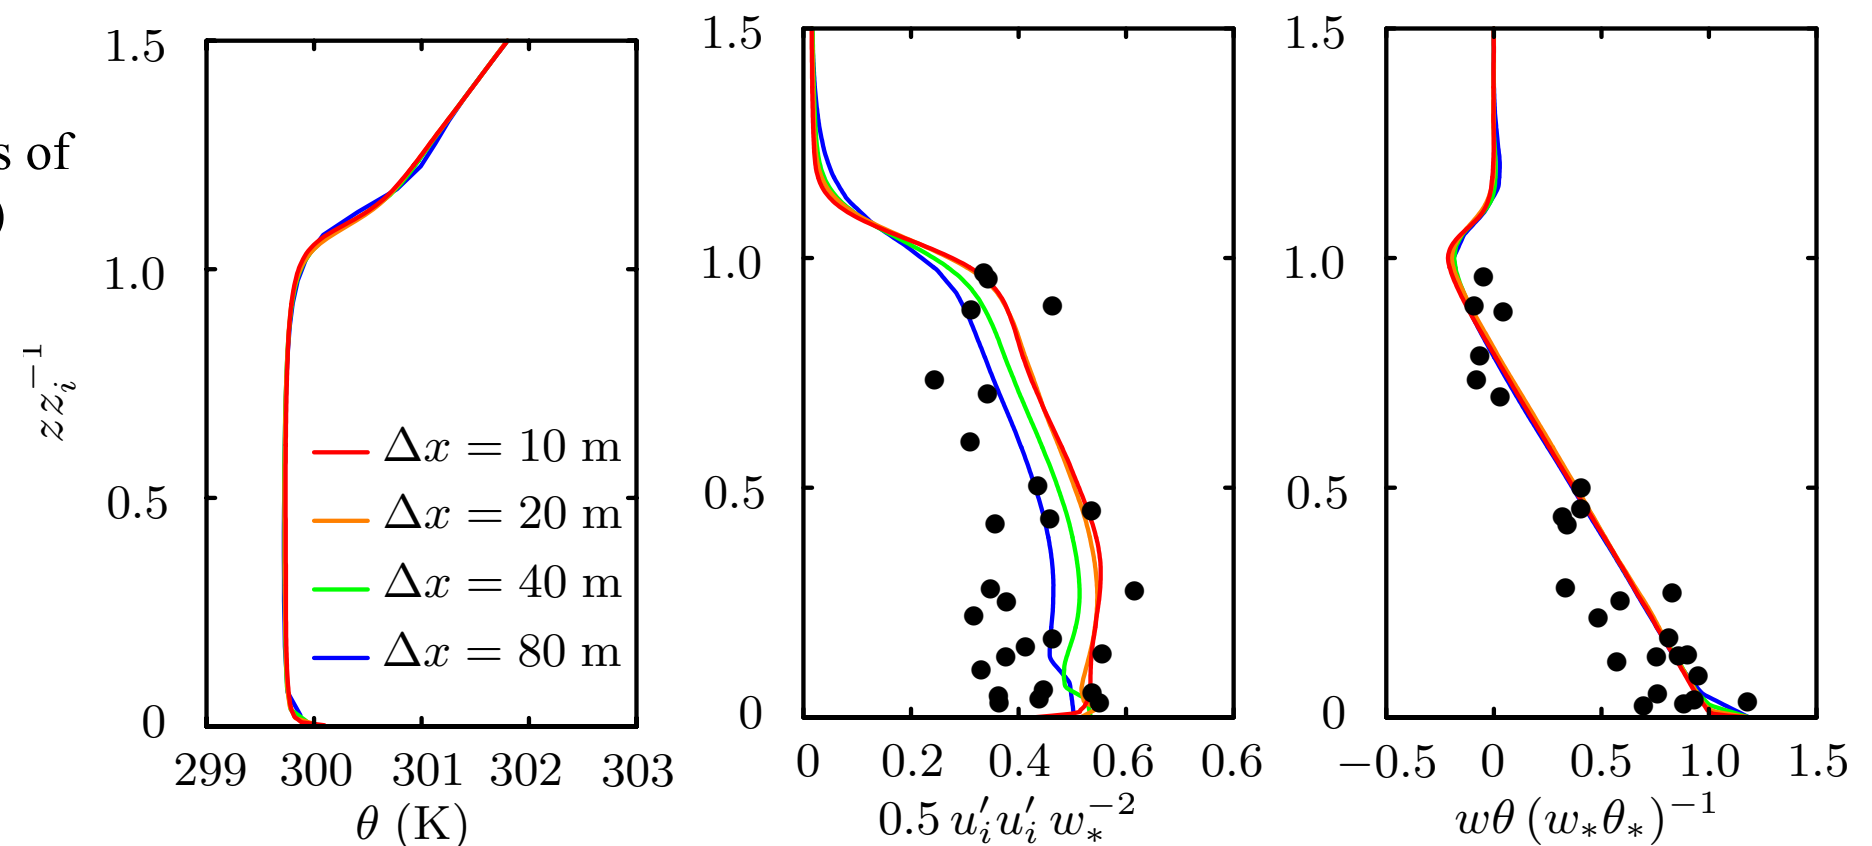 s of
)
1.5 1.0 0.5 0
zz_i^{-1}
Δx = 10 m
Δx = 20 m
Δx = 40 m
Δx = 80 m
299 300 301 302 303
θ (K)
1.5 1.0 0.5 0
0 0.2 0.4 0.6 0.6
0.5 u′_i u′_i w_*^{-2}
1.5 1.0 0.5 0
−0.5 0 0.5 1.0 1.5
wθ (w_*θ_*)^{-1}